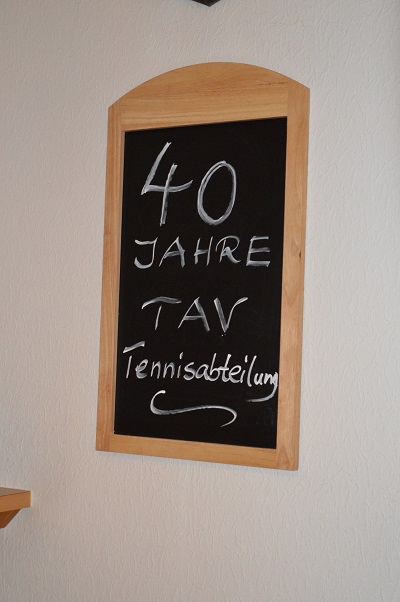 40
JAHRE
TAV
Tennisabteilung